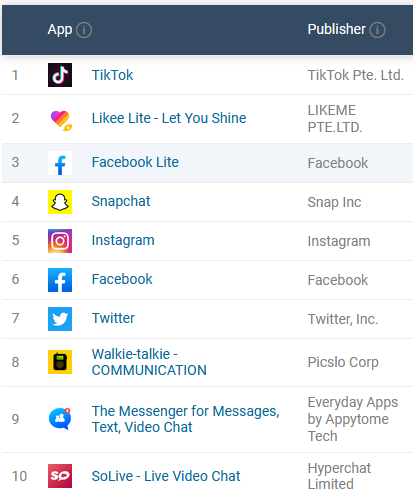 App Publisher
1 TikTok TikTok Pte. Ltd.
2 Likee Lite - Let You Shine LIKEME
PTE.LTD.
3 Facebook Lite Facebook
4 Snapchat Snap Inc
5 Instagram Instagram
6 Facebook Facebook
7 Twitter Twitter, Inc.
8 Walkie-talkie -
COMMUNICATION Picslo Corp
9 The Messenger for Messages,
Text, Video Chat Everyday Apps
by Appytome
Tech
10 SoLive - Live Video Chat Hyperchat
Limited